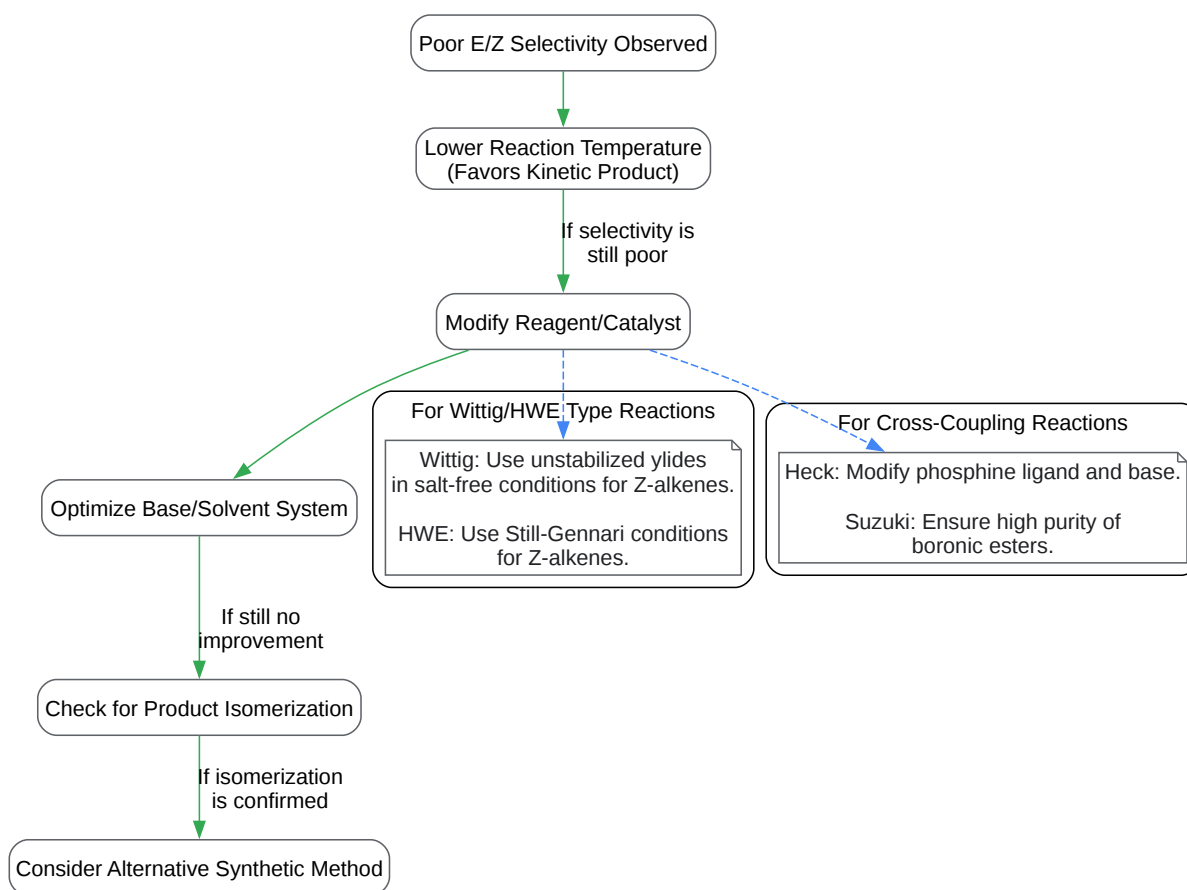 Poor E/Z Selectivity Observed
Lower Reaction Temperature
(Favors Kinetic Product)
If selectivity is
still poor
Modify Reagent/Catalyst
For Wittig/HWE Type Reactions
Wittig: Use unstabilized ylides
in salt-free conditions for Z-alkenes.
HWE: Use Still-Gennari conditions
for Z-alkenes.
For Cross-Coupling Reactions
Heck: Modify phosphine ligand and base.
Suzuki: Ensure high purity of
boronic esters.
Optimize Base/Solvent System
If still no
improvement
Check for Product Isomerization
If isomerization
is confirmed
Consider Alternative Synthetic Method